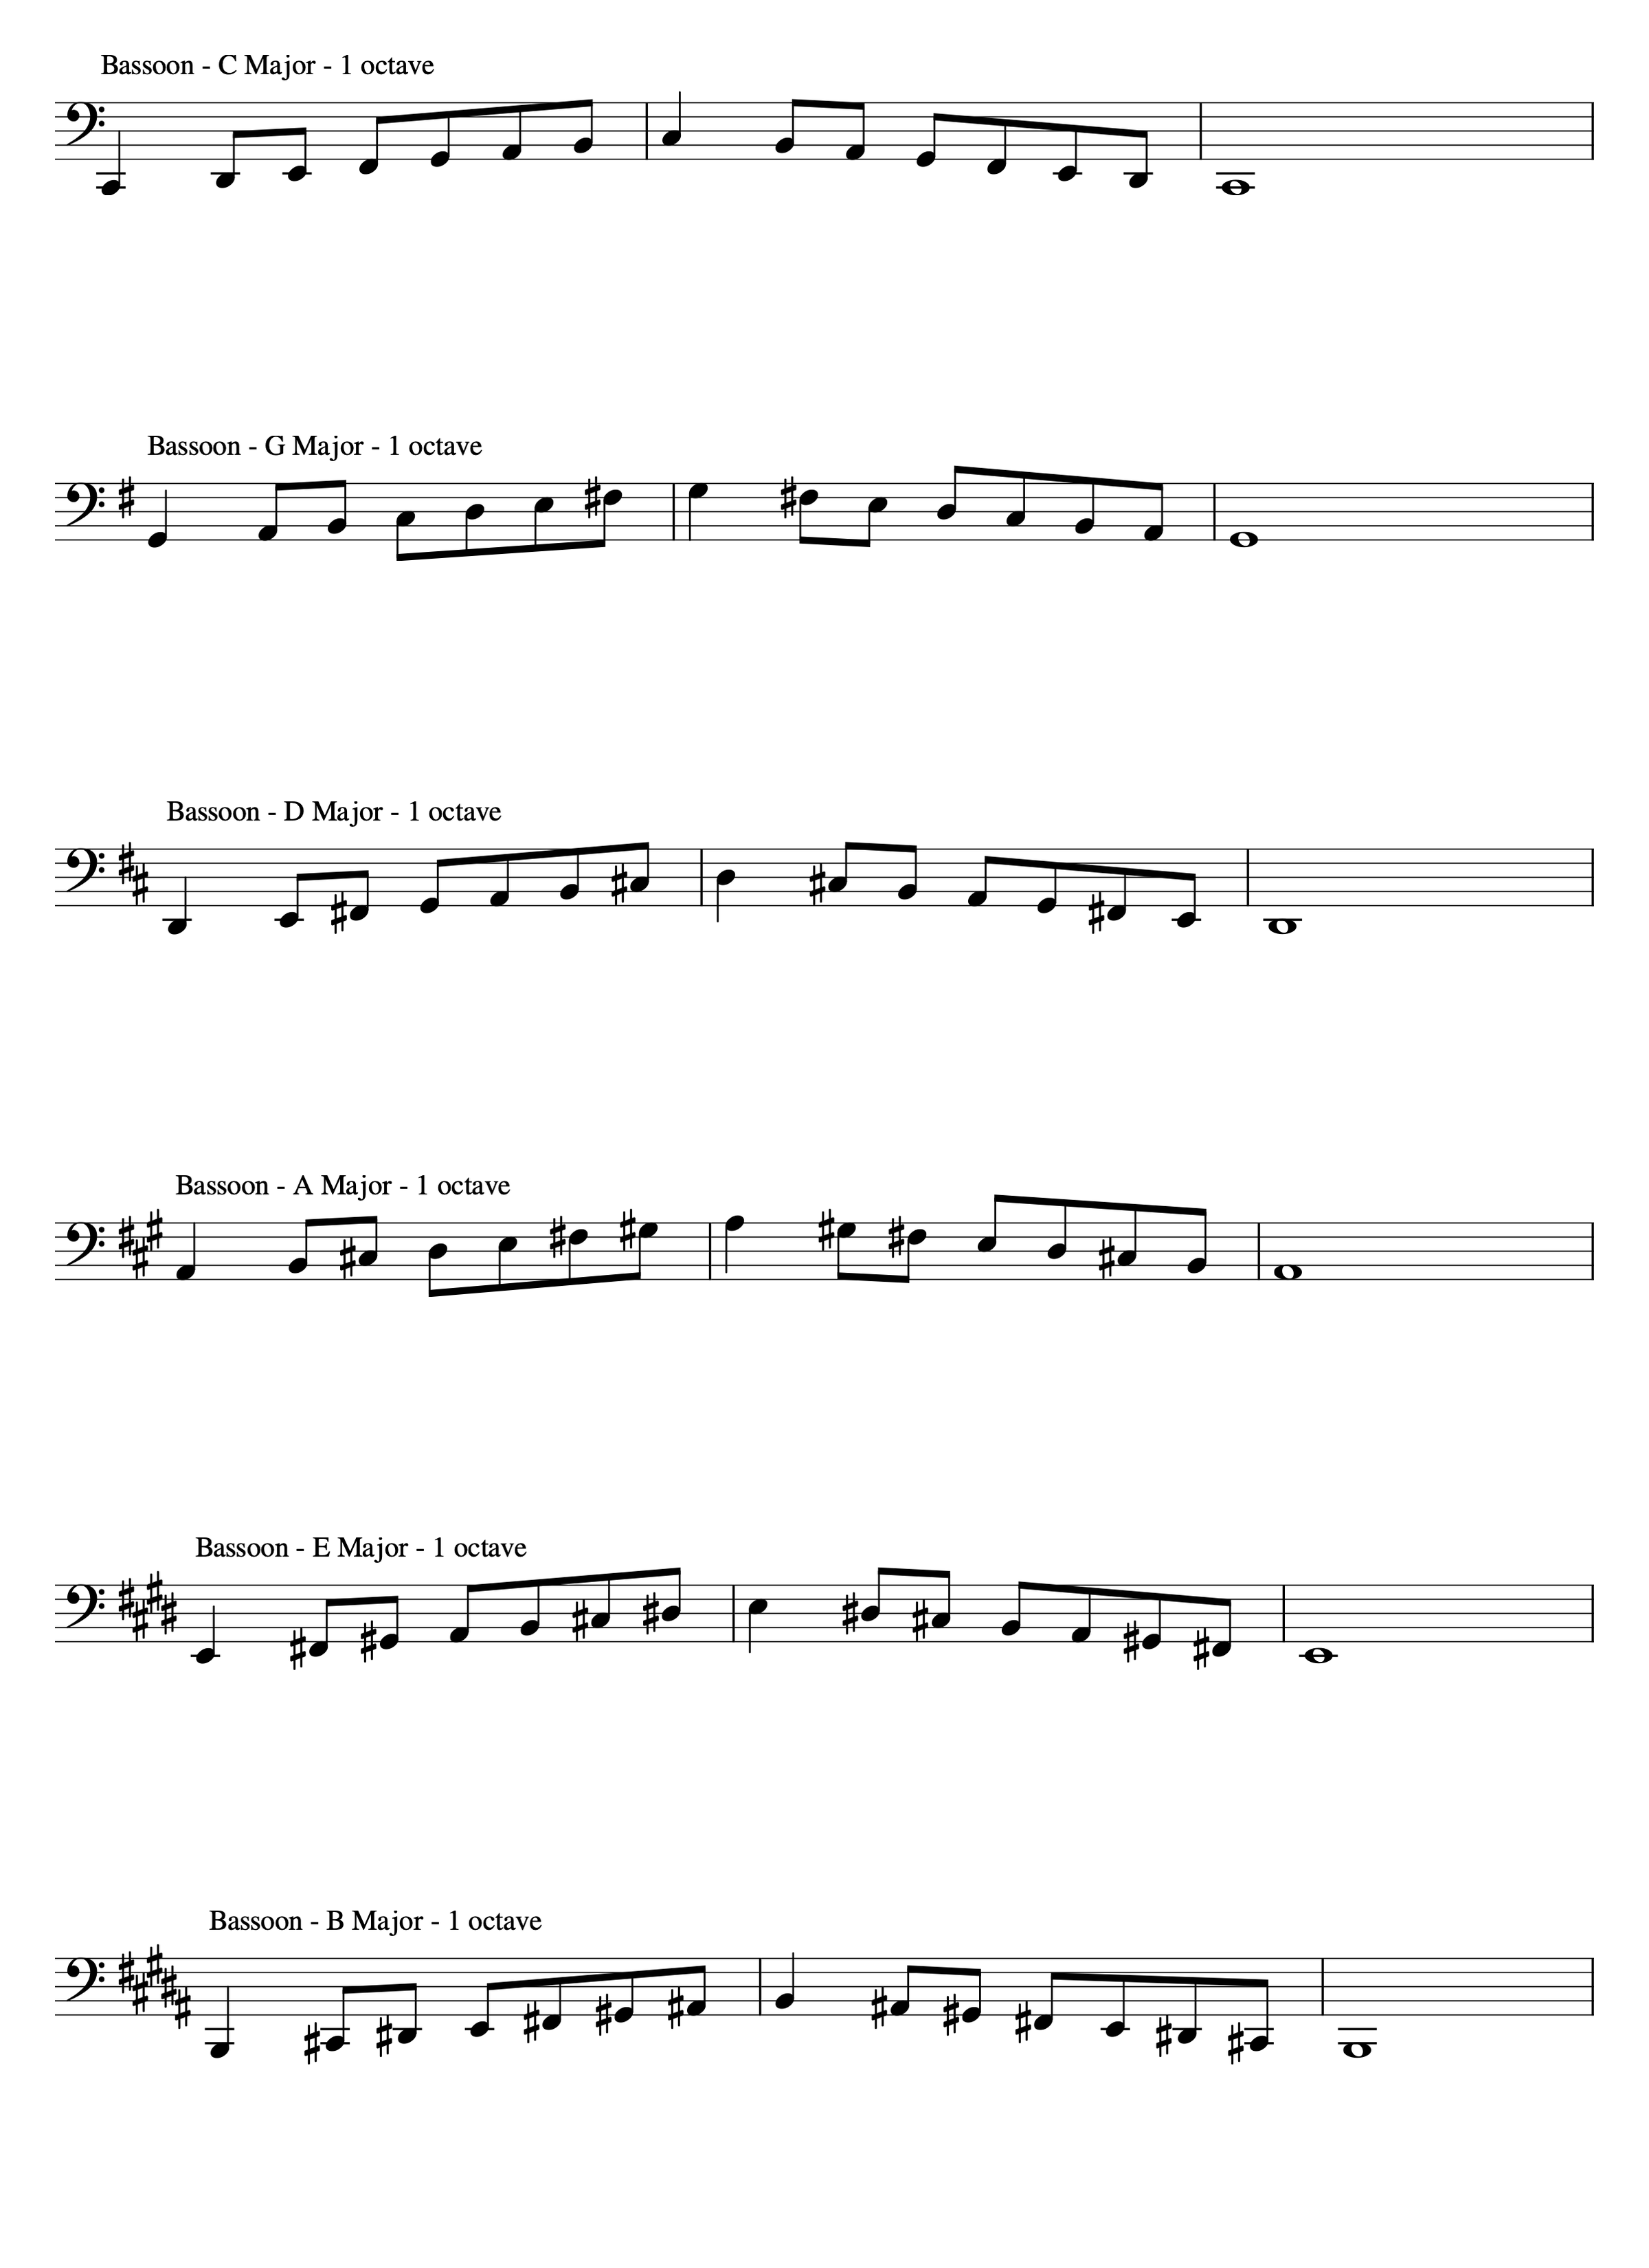 Bassoon - C Major - 1 octave
Bassoon - G Major - 1 octave
Bassoon - D Major - 1 octave
Bassoon - A Major - 1 octave
Bassoon - E Major - 1 octave
Bassoon - B Major - 1 octave